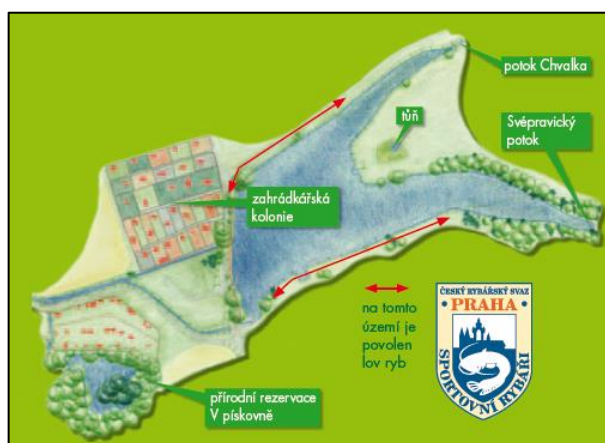 potok Chvalka
tůň
Svépravický
potok
zahrádkářská
kolonie
na tomto
území je
povolen
lov ryb
ČESKÝ RYBÁŘSKÝ SVAZ
PRAHA
SPORTOVNÍ RYBÁŘI
přírodní rezervace
V pískovně